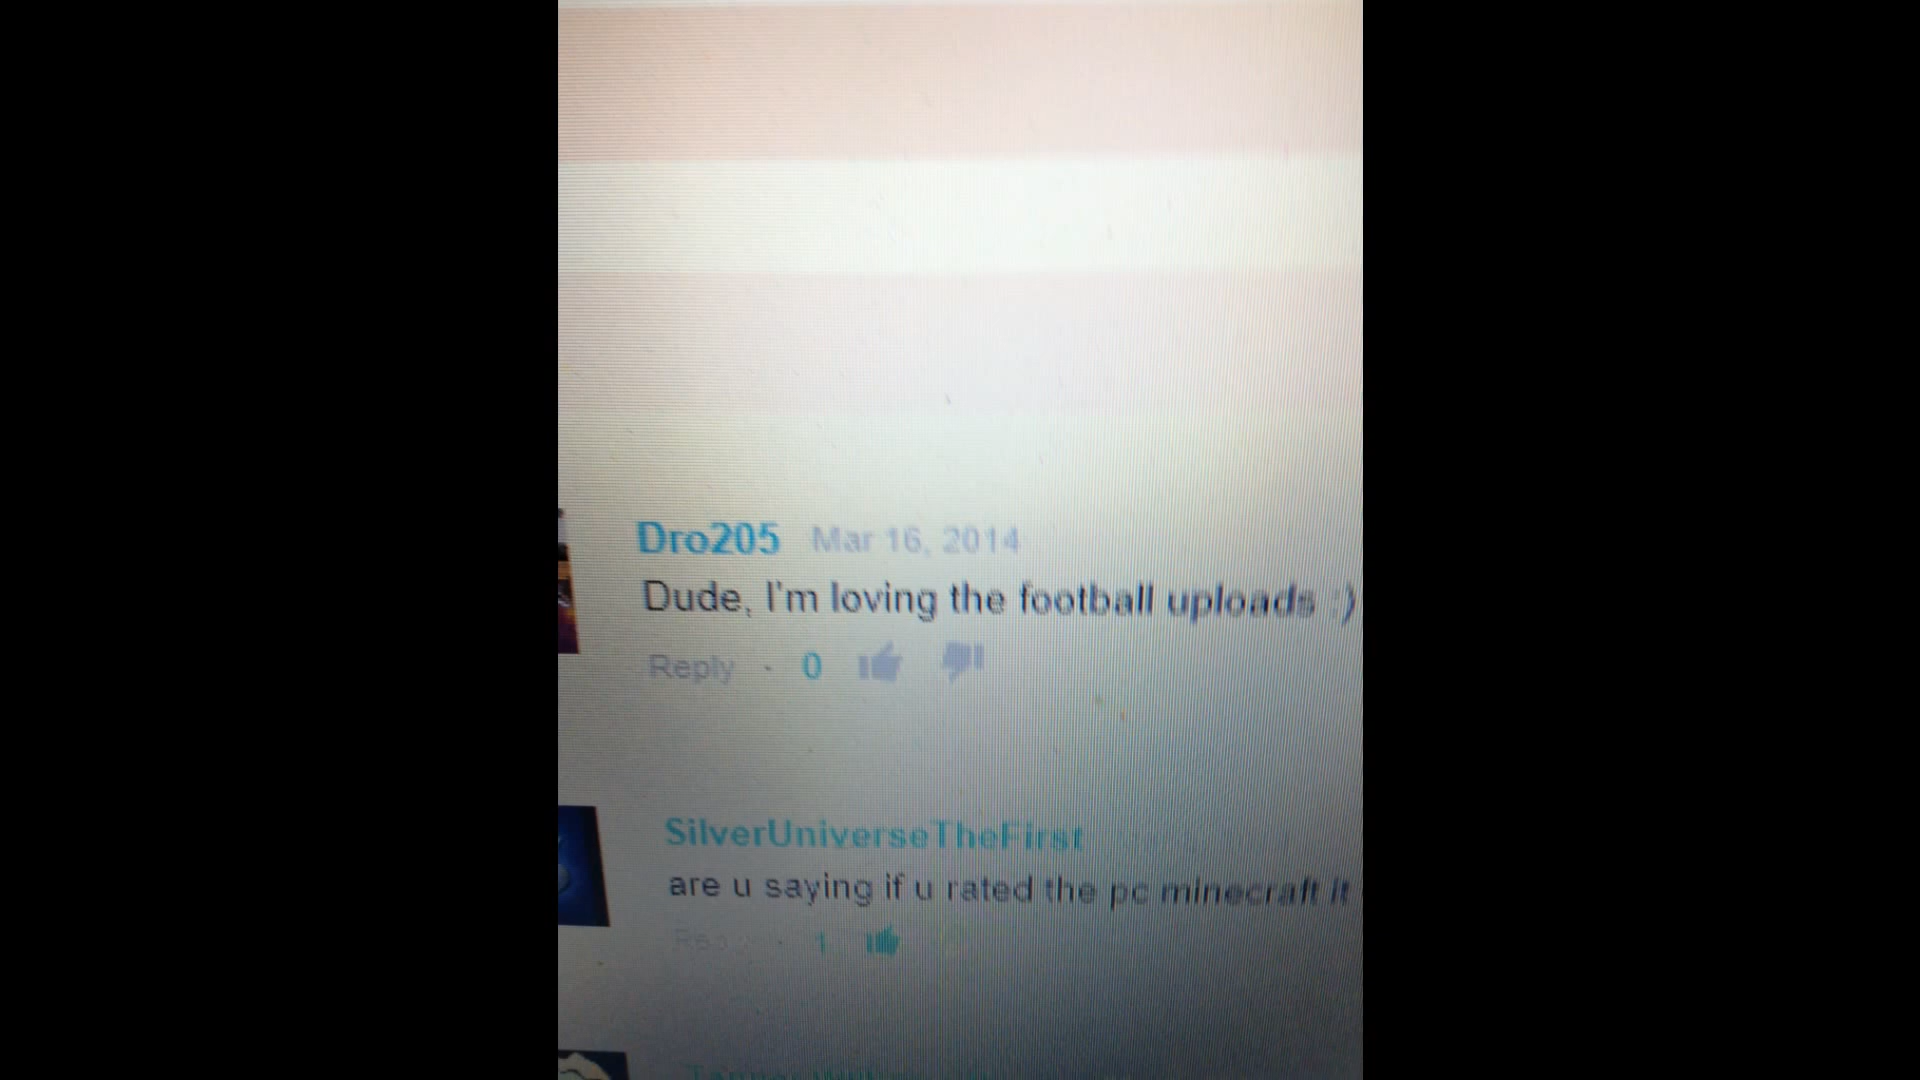 Dro205 Mar 16, 2014
Dude, I'm loving the football uploads :)
Reply · 0
SilverUniverseTheFirst
are u saying if u rated the pc minecraft it
Reply · 1